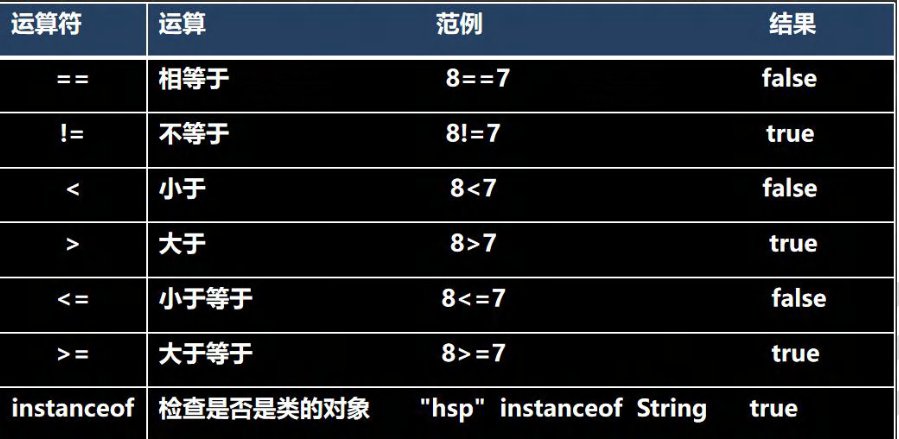 运算符 运算 范例 结果
== 相等于 8==7 false
!= 不等于 8!=7 true
< 小于 8<7 false
> 大于 8>7 true
<= 小于等于 8<=7 false
>= 大于等于 8>=7 true
instanceof 检查是否是类的对象 "hsp" instanceof String true